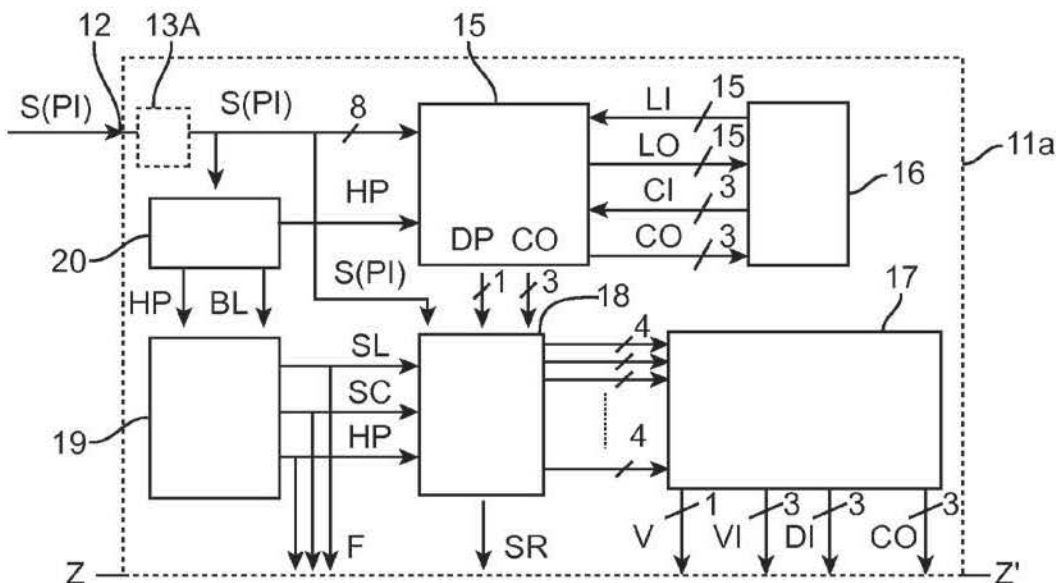 12 13A 15
S(PI) S(PI) 8 LI 15
LO 15 11a
HP CI 3 16
20 DP CO CO 3
S(PI) 1 3
HP BL 18 17
SL 4
SC
19 HP 4
1 3 3 3
F SR V VI DI CO
Z Z'